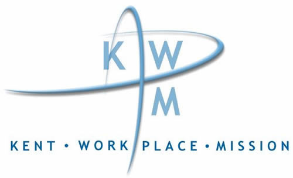 K W
M
KENT • WORK PLACE • MISSION